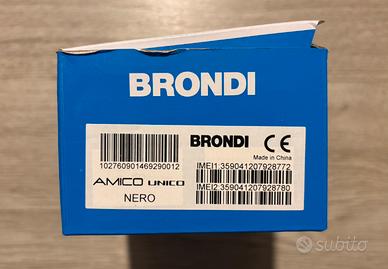 BRONDI
BRONDI CE
Made in China
102760901469290012
IMEI1:359041207928772
AMICO UNICO
IMEI2:359041207928780
NERO
subito